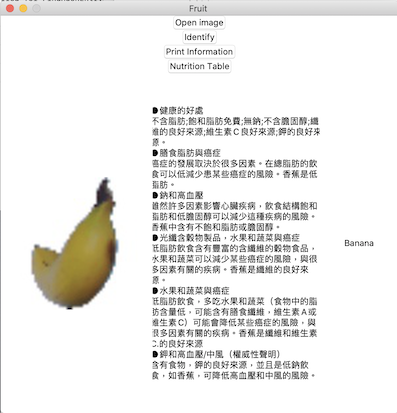 Fruit
Open image
Identify
Print Information
Nutrition Table
健康的好處
不含脂肪;飽和脂肪免費;無鈉;不含膽固醇;纖
維的良好來源;維生素C良好來源;鉀的良好來
源。
膳食脂肪與癌症
癌症的發展取決於很多因素。在總脂肪的飲
食可以低減少患某些癌症的風險。香蕉是低
脂肪。
鈉和高血壓
雖然許多因素影響心臟疾病，飲食結構飽和
脂肪和低膽固醇可以減少這種疾病的風險。
香蕉中含有不飽和脂肪或膽固醇。
光纖含穀物製品，水果和蔬菜與癌症
低脂肪飲食含有豐富的含纖維的穀物食品，
水果和蔬菜可以減少某些癌症的風險，與很
多因素有關的疾病。香蕉是纖維的良好來
源。
水果和蔬菜與癌症
低脂肪飲食，多吃水果和蔬菜（食物中的脂
肪含量低，可能含有膳食纖維，維生素A或
維生素C）可能會降低某些癌症的風險，與
很多因素有關的疾病。香蕉是纖維和維生素
C.的良好來源
鉀和高血壓/中風（權威性聲明）
含有食物，鉀的良好來源，並且是低鈉飲
食，如香蕉，可降低高血壓和中風的風險。
Banana